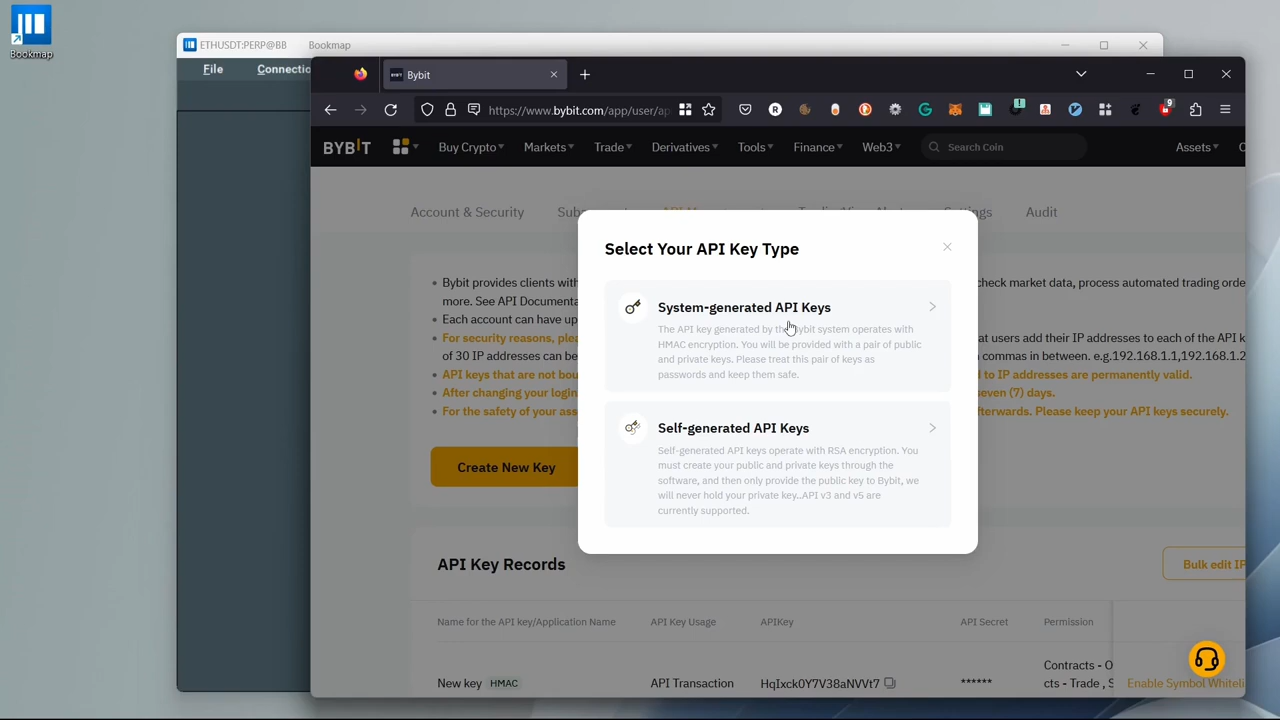 Bookmap
ETHUSDT:PERP@BB Bookmap
File Connectio
Bybit
https://www.bybit.com/app/user/ap
BYBIT Buy Crypto Markets Trade Derivatives Tools Finance Web3 Search Coin Assets
Account & Security Settings Audit
Select Your API Key Type
System-generated API Keys
The API key generated by the Bybit system operates with
HMAC encryption. You will be provided with a pair of public
and private keys. Please treat this pair of keys as
passwords and keep them safe.
Self-generated API Keys
Self-generated API keys operate with RSA encryption. You
must create your public and private keys through the
software, and then only provide the public key to Bybit, we
will never hold your private key..API v3 and v5 are
currently supported.
Bybit provides clients with check market data, process automated trading order
more. See API Documenta
Each account can have up
For security reasons, plea at users add their IP addresses to each of the API k
of 30 IP addresses can be commas in between. e.g.192.168.1.1,192.168.1.2
API keys that are not bou d to IP addresses are permanently valid.
After changing your login seven (7) days.
For the safety of your ass fterwards. Please keep your API keys securely.
Create New Key
API Key Records
Bulk edit IP
Name for the API key/Application Name API Key Usage APIKey API Secret Permission
New key HMAC API Transaction HqIxck0Y7V38aNVVt7 ****** Contracts - O
cts - Trade , S Enable Symbol Whiteli
9